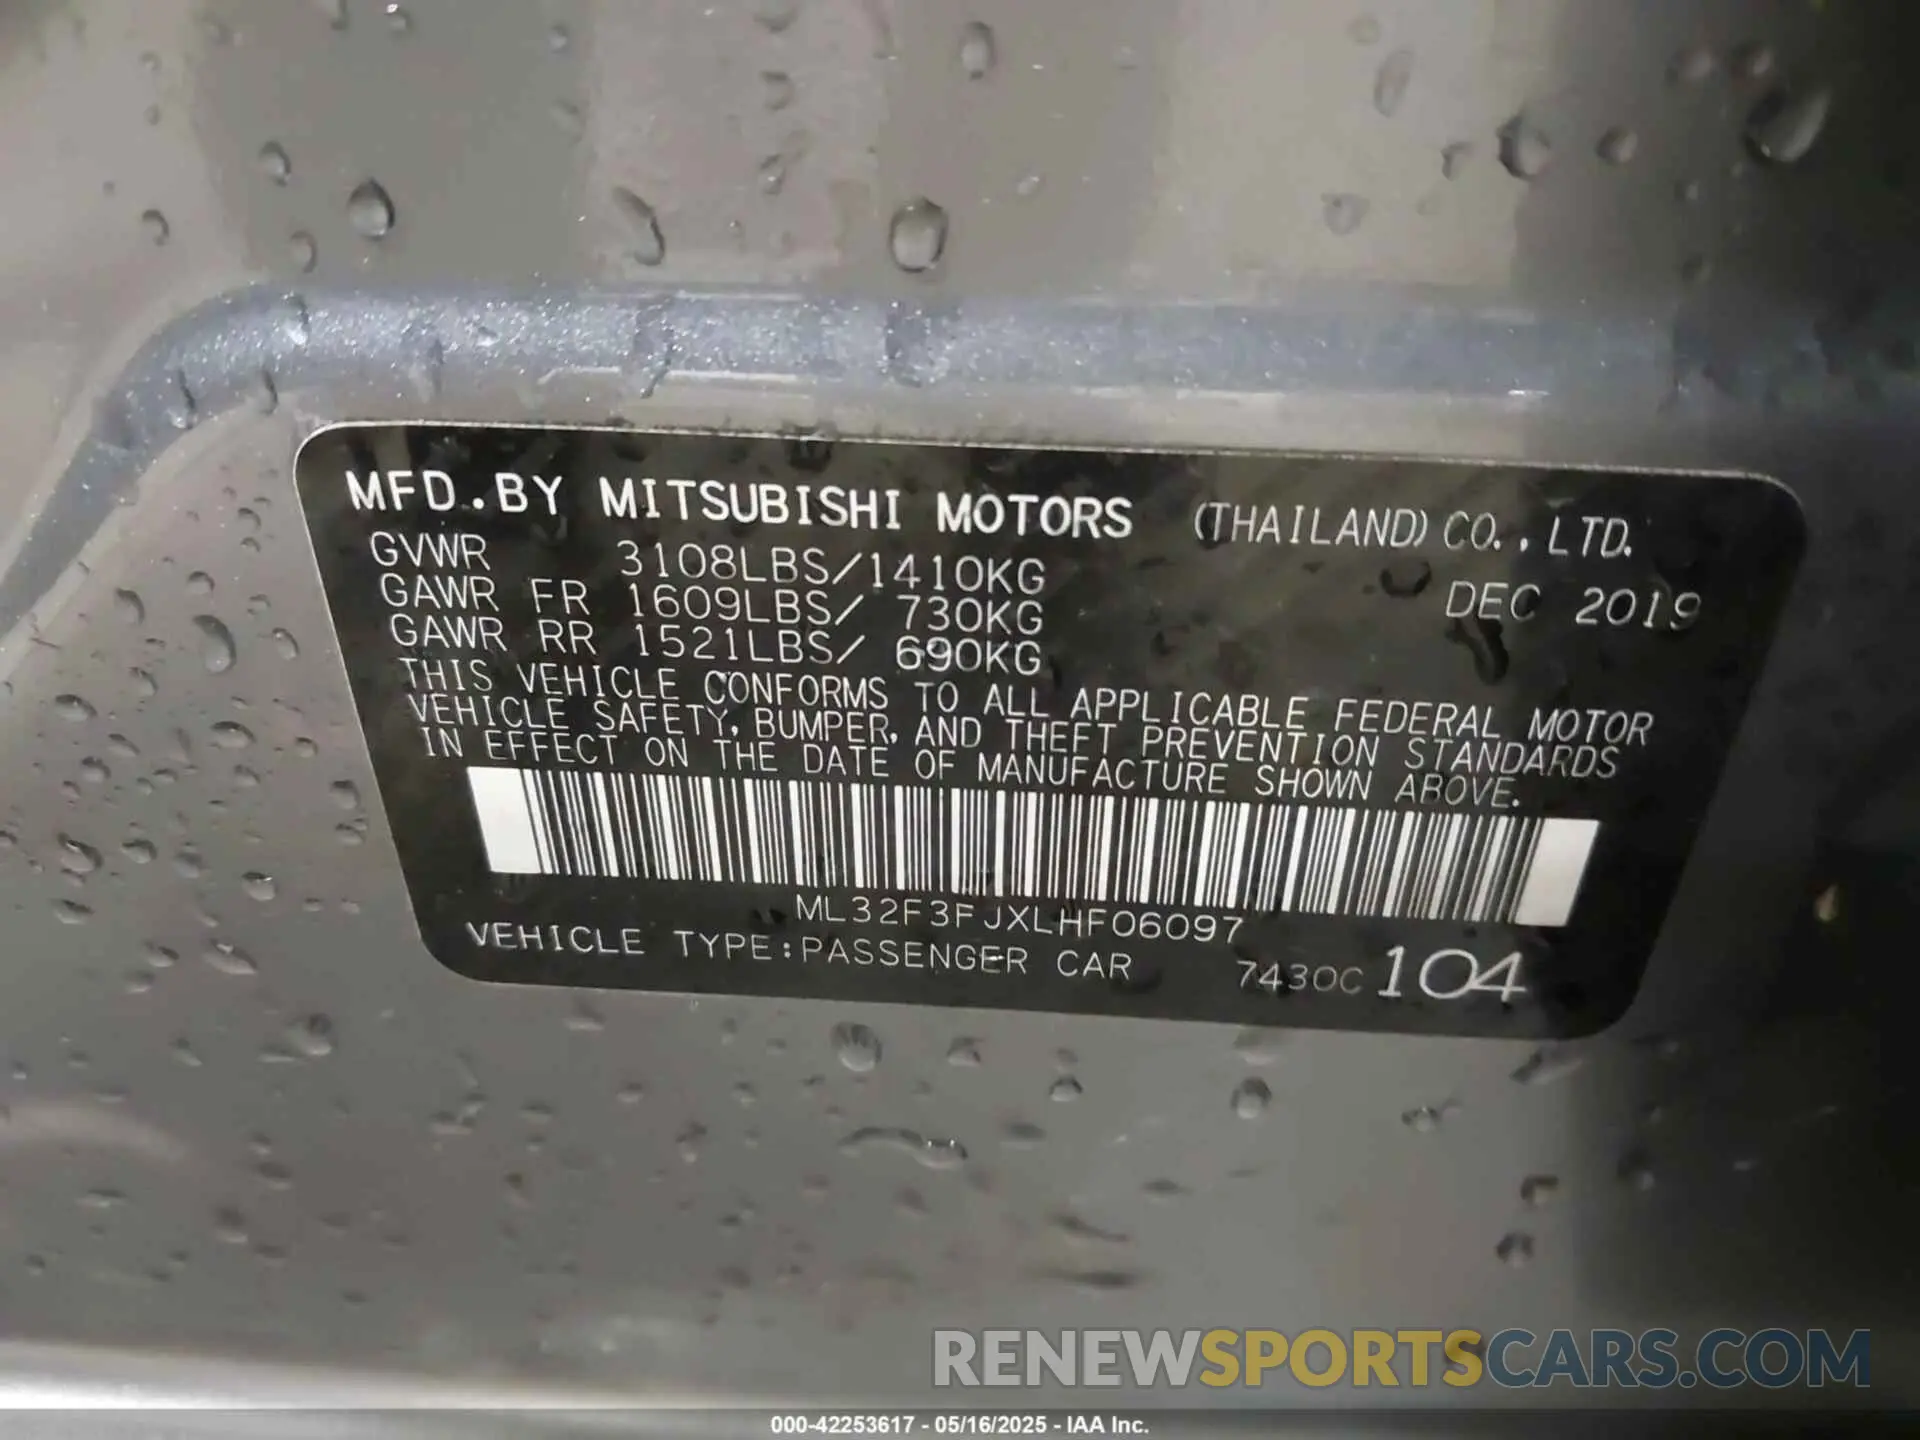 MFD.BY MITSUBISHI MOTORS (THAILAND) CO., LTD.
GVWR 3108LBS/1410KG
GAWR FR 1609LBS/ 730KG DEC 2019
GAWR RR 1521LBS/ 690KG
THIS VEHICLE CONFORMS TO ALL APPLICABLE FEDERAL MOTOR
VEHICLE SAFETY, BUMPER, AND THEFT PREVENTION STANDARDS
IN EFFECT ON THE DATE OF MANUFACTURE SHOWN ABOVE.
ML32F3FJXLHF06097
VEHICLE TYPE:PASSENGER CAR 7430C 104
RENEWSPORTSCARS.COM
000-42253617 - 05/16/2025 - IAA Inc.